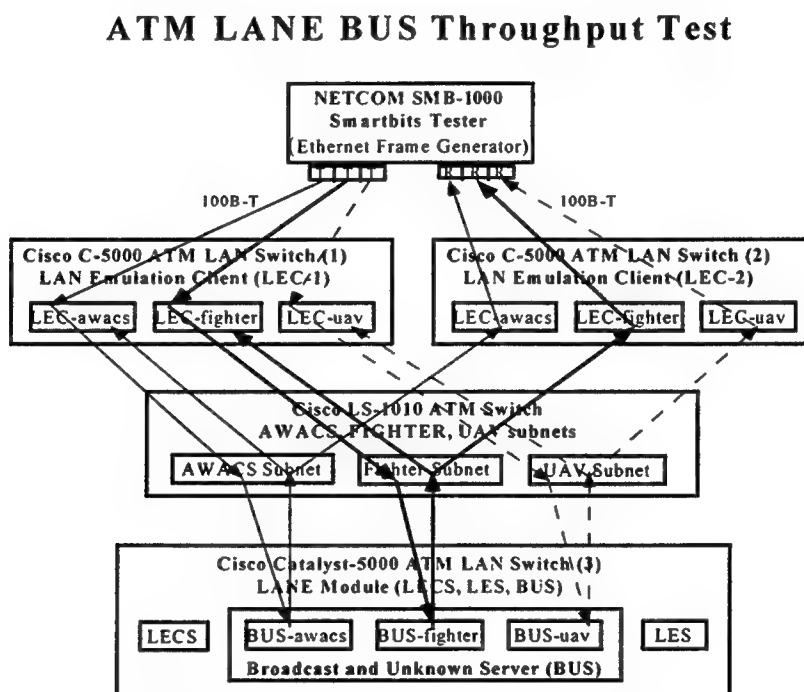 ATM LANE BUS Throughput Test
NETCOM SMB-1000
Smartbits Tester
(Ethernet Frame Generator)
T T T T
R R R
100B-T
100B-T
Cisco C-5000 ATM LAN Switch (1)
LAN Emulation Client (LEC-1)
LEC-awacs
LEC-fighter
LEC-uav
Cisco C-5000 ATM LAN Switch (2)
LAN Emulation Client (LEC-2)
LEC-awacs
LEC-fighter
LEC-uav
Cisco LS-1010 ATM Switch
AWACS, FIGHTER, UAV subnets
AWACS Subnet
Fighter Subnet
UAV Subnet
Cisco Catalyst-5000 ATM LAN Switch (3)
LANE Module (LECS, LES, BUS)
LECS
BUS-awacs
BUS-fighter
BUS-uav
LES
Broadcast and Unknown Server (BUS)